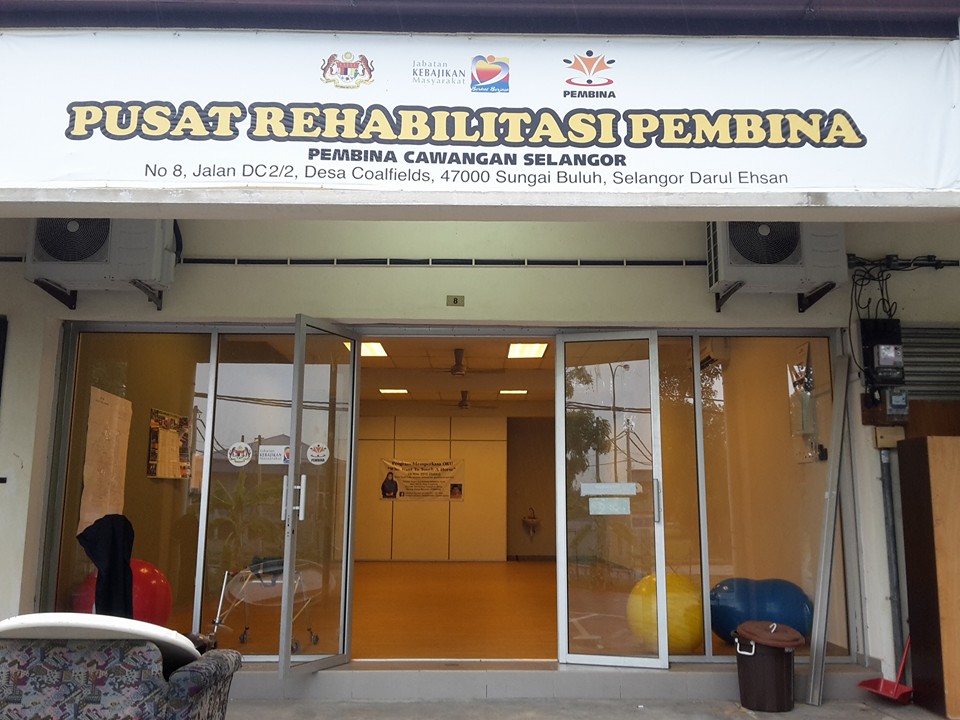 Jabatan
KEBAJIKAN
Masyarakat
PEMBINA
PUSAT REHABILITASI PEMBINA
PEMBINA CAWANGAN SELANGOR
No 8, Jalan DC2/2, Desa Coalfields, 47000 Sungai Buluh, Selangor Darul Ehsan
8
PEMBINA